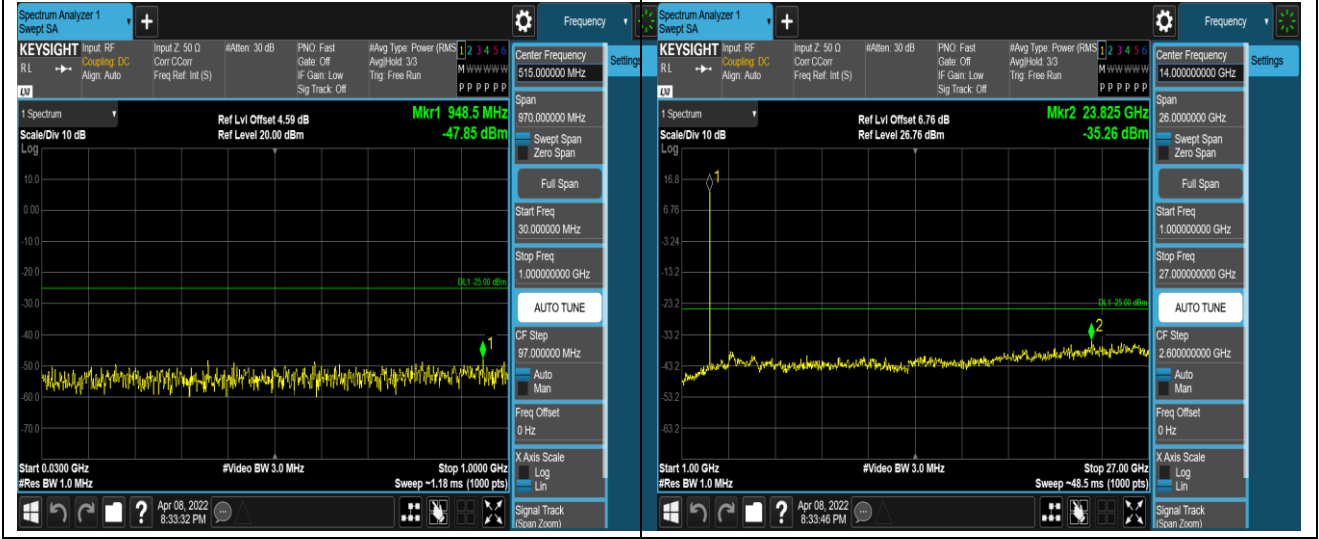 Spectrum Analyzer 1
Swept SA
+
Frequency
KEYSIGHT
RL
LXI
Input: RF
Coupling: DC
Align: Auto
Input Z: 50 Ω
Corr CCorr
Freq Ref: Int (S)
#Atten: 30 dB
PNO: Fast
Gate: Off
IF Gain: Low
Sig Track: Off
#Avg Type: Power (RMS
Avg|Hold: 3/3
Trig: Free Run
1 2 3 4 5 6
M W W W W W
P P P P P P
1 Spectrum
Scale/Div 10 dB
Log
Ref Lvl Offset 4.59 dB
Ref Level 20.00 dBm
Mkr1 948.5 MHz
-47.85 dBm
10.0
0.00
-10.0
-20.0
DL1 -25.00 dBm
-30.0
-40.0
1
-50.0
-60.0
-70.0
Start 0.0300 GHz
#Res BW 1.0 MHz
#Video BW 3.0 MHz
Stop 1.0000 GHz
Sweep ~1.18 ms (1000 pts)
Apr 08, 2022
8:33:32 PM
Center Frequency
515.000000 MHz
Settings
Span
970.000000 MHz
Swept Span
Zero Span
Full Span
Start Freq
30.000000 MHz
Stop Freq
1.000000000 GHz
AUTO TUNE
CF Step
97.000000 MHz
Auto
Man
Freq Offset
0 Hz
X Axis Scale
Log
Lin
Signal Track
(Span Zoom)
Spectrum Analyzer 1
Swept SA
+
Frequency
KEYSIGHT
RL
LXI
Input: RF
Coupling: DC
Align: Auto
Input Z: 50 Ω
Corr CCorr
Freq Ref: Int (S)
#Atten: 30 dB
PNO: Fast
Gate: Off
IF Gain: Low
Sig Track: Off
#Avg Type: Power (RMS
Avg|Hold: 3/3
Trig: Free Run
1 2 3 4 5 6
M W W W W W
P P P P P P
1 Spectrum
Scale/Div 10 dB
Log
Ref Lvl Offset 6.76 dB
Ref Level 26.76 dBm
Mkr2 23.825 GHz
-35.26 dBm
16.8
1
6.76
-3.24
-13.2
-23.2
DL1 -25.00 dBm
2
-33.2
-43.2
-53.2
-63.2
Start 1.00 GHz
#Res BW 1.0 MHz
#Video BW 3.0 MHz
Stop 27.00 GHz
Sweep ~48.5 ms (1000 pts)
Apr 08, 2022
8:33:46 PM
Center Frequency
14.000000000 GHz
Settings
Span
26.0000000 GHz
Swept Span
Zero Span
Full Span
Start Freq
1.000000000 GHz
Stop Freq
27.000000000 GHz
AUTO TUNE
CF Step
2.600000000 GHz
Auto
Man
Freq Offset
0 Hz
X Axis Scale
Log
Lin
Signal Track
(Span Zoom)